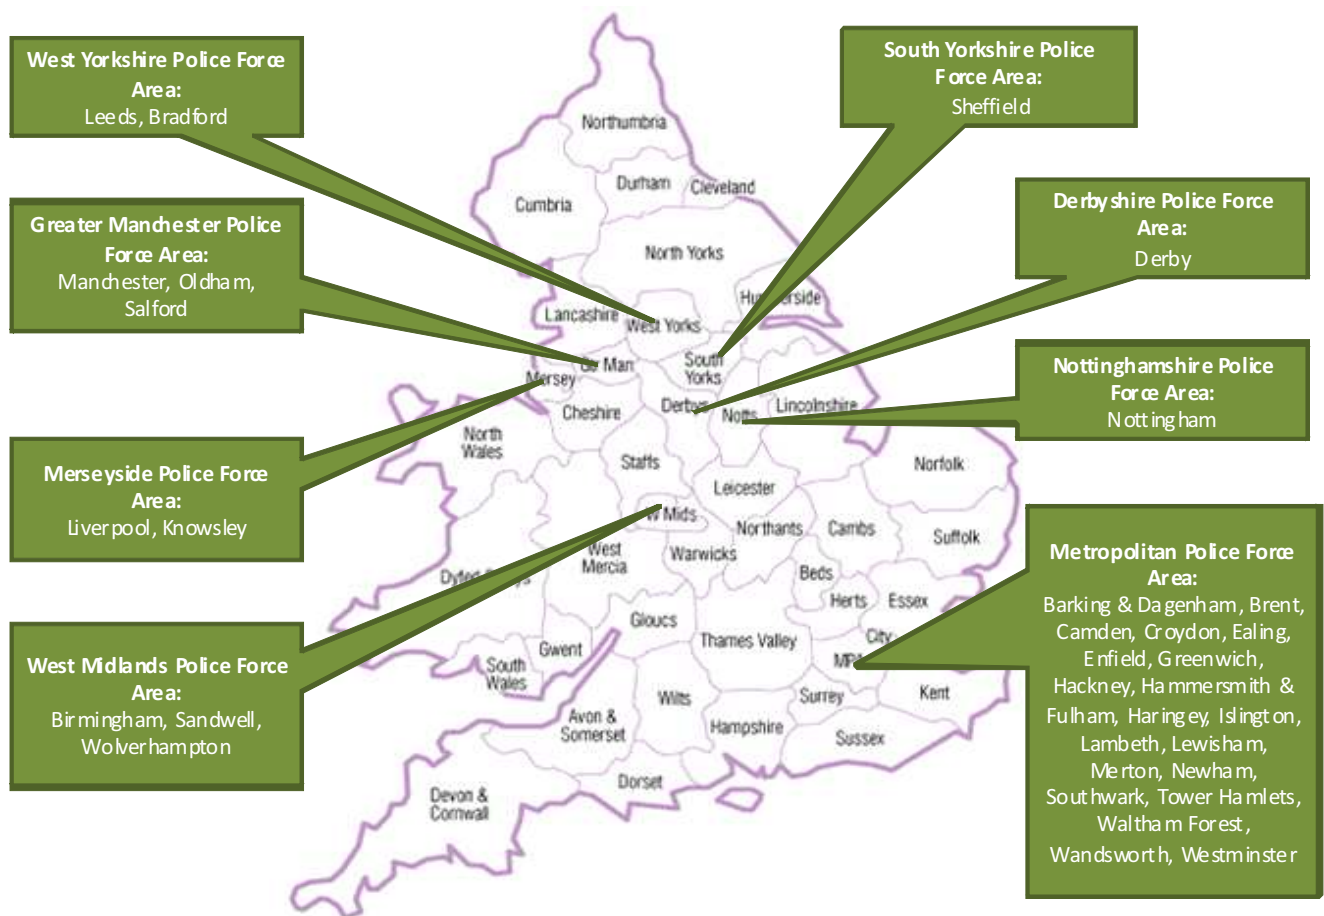 West Yorkshire Police Force
Area:
Leeds, Bradford
South Yorkshire Police
Force Area:
Sheffield
Greater Manchester Police
Force Area:
Manchester, Oldham,
Salford
Derbyshire Police Force
Area:
Derby
Nottinghamshire Police
Force Area:
Nottingham
Merseyside Police Force
Area:
Liverpool, Knowsley
West Midlands Police Force
Area:
Birmingham, Sandwell,
Wolverhampton
Metropolitan Police Force
Area:
Barking & Dagenham, Brent,
Camden, Croydon, Ealing,
Enfield, Greenwich,
Hackney, Hammersmith &
Fulham, Haringey, Islington,
Lambeth, Lewisham,
Merton, Newham,
Southwark, Tower Hamlets,
Waltham Forest,
Wandsworth, Westminster
Northumbria
Durham
Cleveland
Cumbria
North Yorks
Humberside
Lancashire
West Yorks
Gr Man
South
Yorks
Mersey
Cheshire
Derbys
Notts
Lincolnshire
North
Wales
Staffs
Leicester
Norfolk
W Mids
Northants
Cambs
Suffolk
West
Mercia
Warwicks
Dyfed Powys
Beds
Herts
Essex
Gloucs
Thames Valley
City
Gwent
MPA
South
Wales
Wilts
Surrey
Kent
Avon &
Somerset
Hampshire
Sussex
Dorset
Devon &
Cornwall